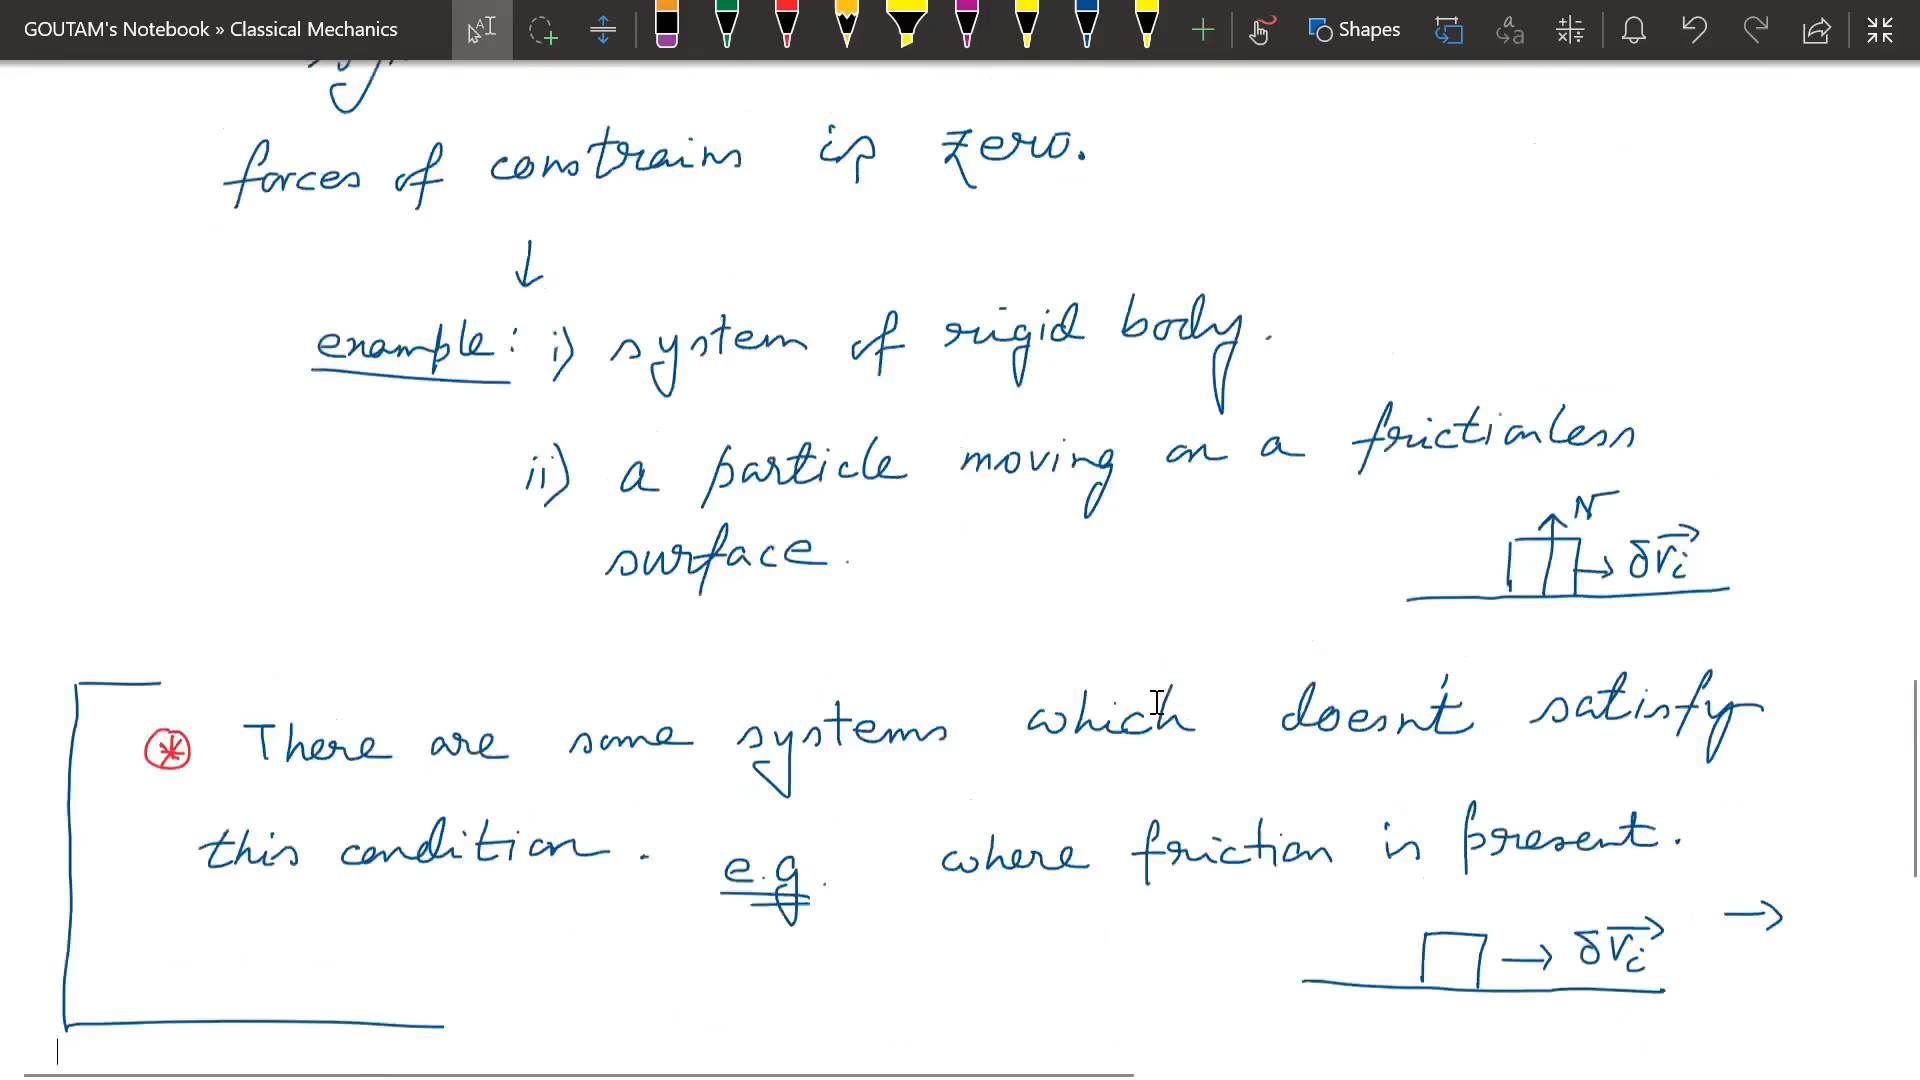 GOUTAM's Notebook » Classical Mechanics
Shapes
forces of constrains is zero.
↓
example: i) system of rigid body.
ii) a particle moving on a frictionless
surface.
N
→ δr⃗ᵢ
⊛ There are some systems which doesn't satisfy
this condition. e.g. where friction is present.
→ δr⃗ᵢ →